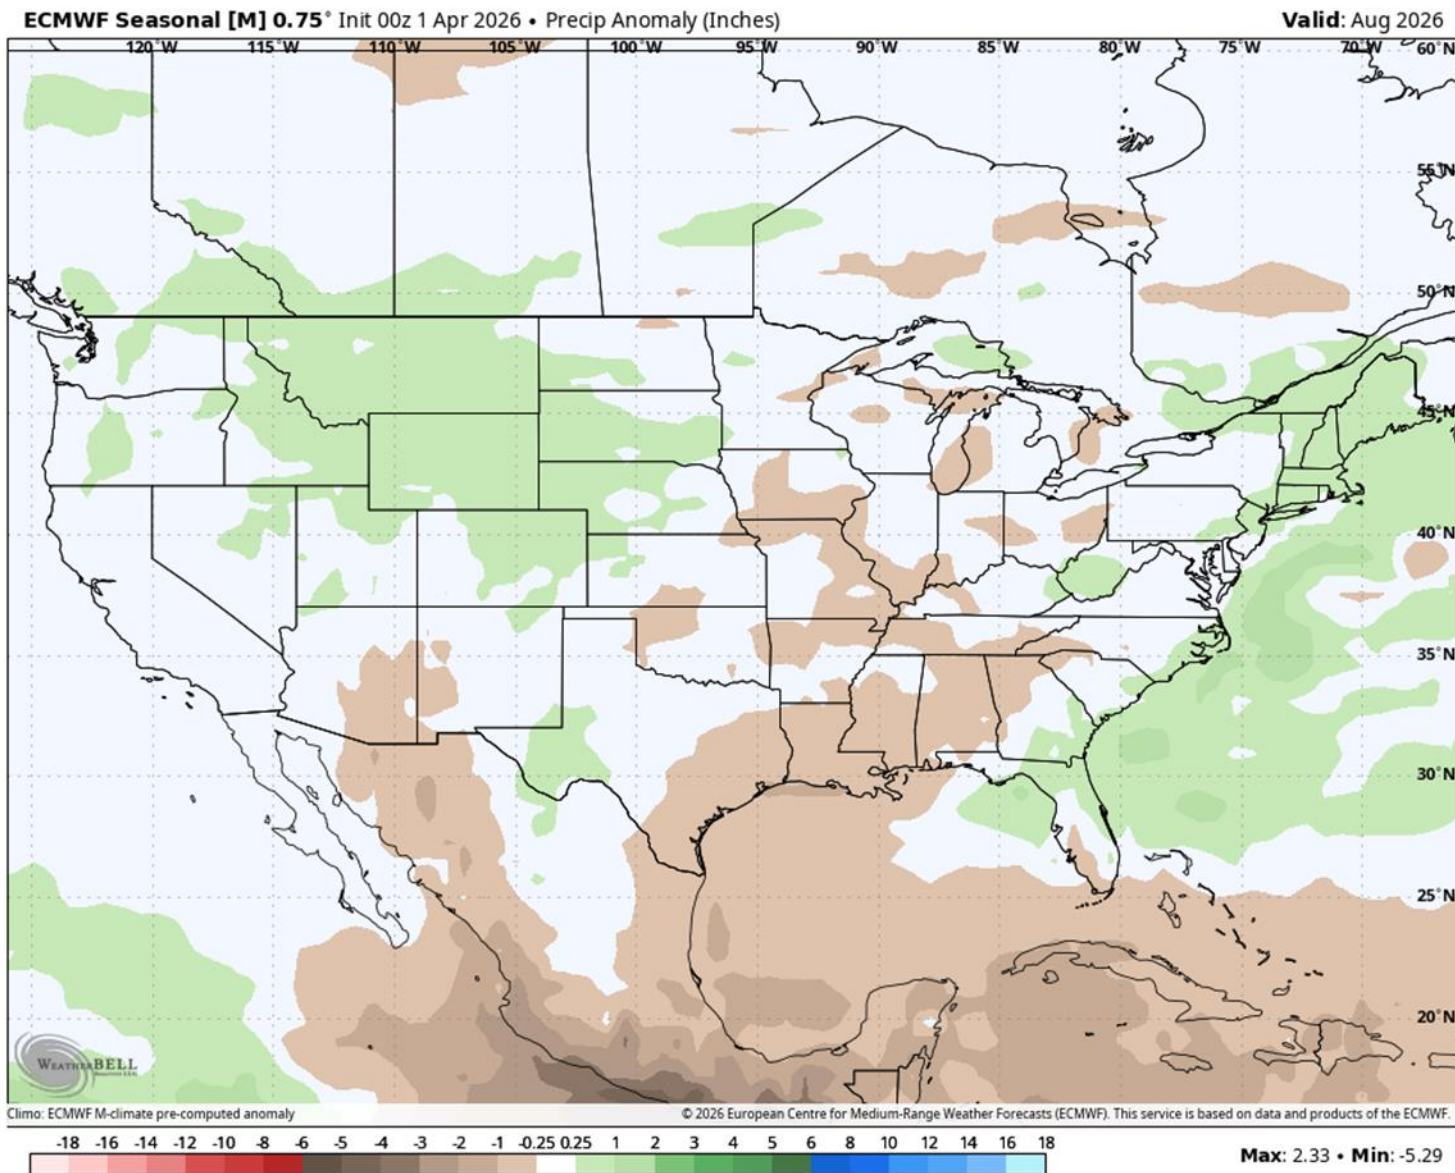 ECMWF Seasonal [M] 0.75° Init 00z 1 Apr 2026 • Precip Anomaly (Inches)
Valid: Aug 2026
120°W 115°W 110°W 105°W 100°W 95°W 90°W 85°W 80°W 75°W 70°W 60°N
55°N
50°N
45°N
40°N
35°N
30°N
25°N
20°N
WEATHERBELL
Climo: ECMWF M-climate pre-computed anomaly
© 2026 European Centre for Medium-Range Weather Forecasts (ECMWF). This service is based on data and products of the ECMWF.
-18 -16 -14 -12 -10 -8 -6 -5 -4 -3 -2 -1 -0.25 0.25 1 2 3 4 5 6 8 10 12 14 16 18
Max: 2.33 • Min: -5.29